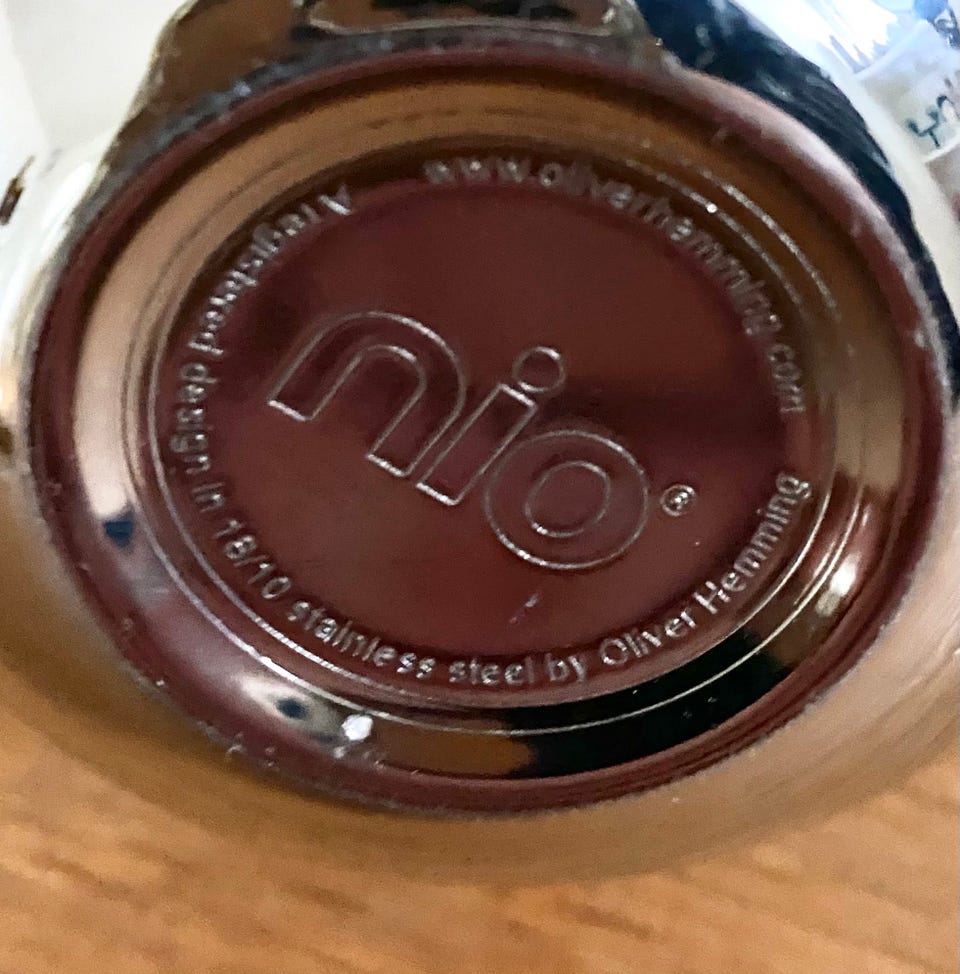 nio®
A registered design in 18/10 stainless steel by Oliver Hemming
www.oliverhemming.com